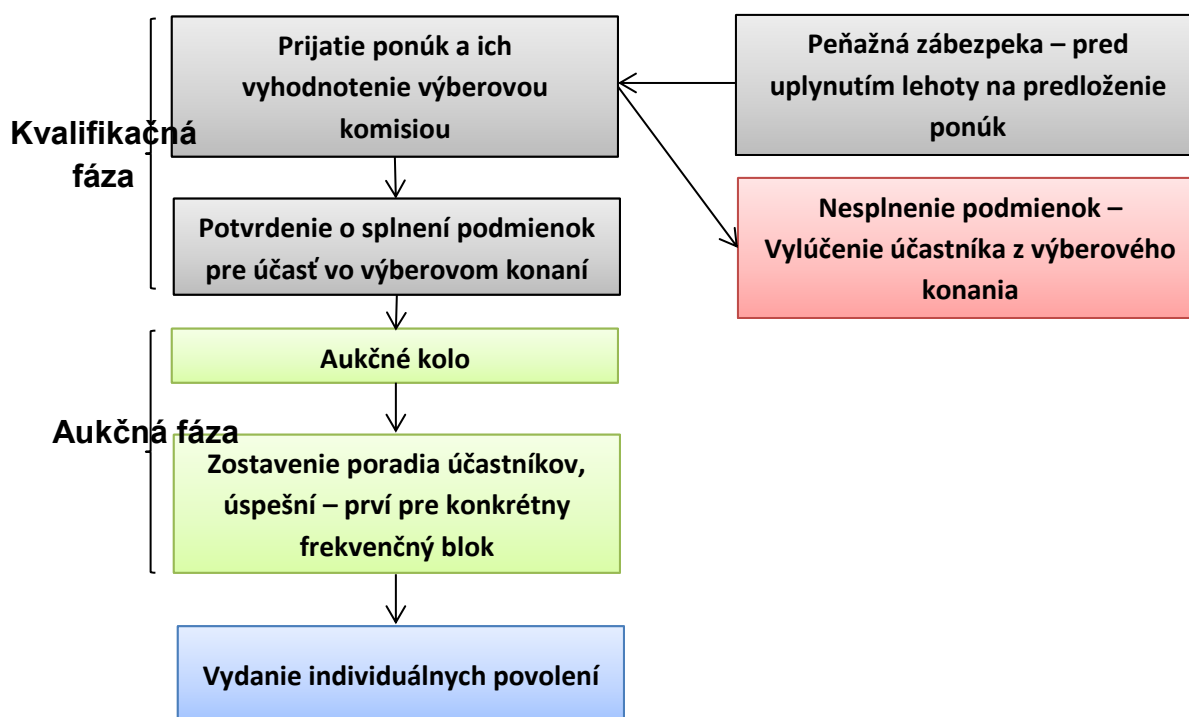 Prijatie ponúk a ich
vyhodnotenie výberovou
komisiou
Peňažná zábezpeka – pred
uplynutím lehoty na predloženie
ponúk
Kvalifikačná
fáza
Nesplnenie podmienok –
Vylúčenie účastníka z výberového
konania
Potvrdenie o splnení podmienok
pre účasť vo výberovom konaní
Aukčné kolo
Aukčná fáza
Zostavenie poradia účastníkov,
úspešní – prví pre konkrétny
frekvenčný blok
Vydanie individuálnych povolení